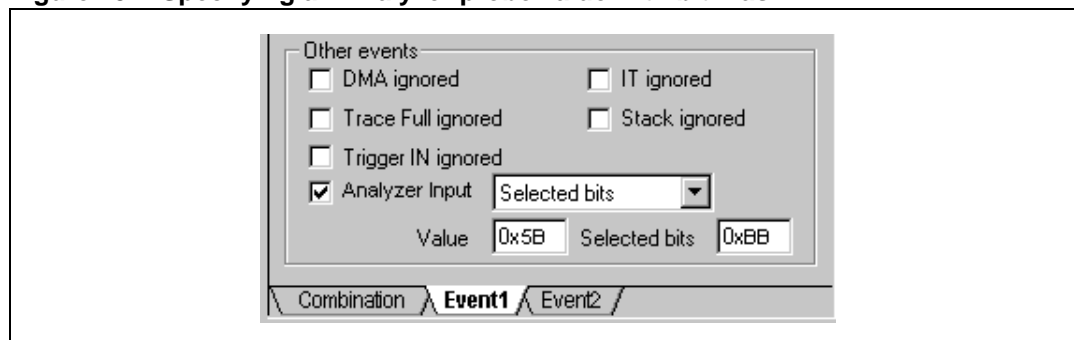 Other events
DMA ignored IT ignored
Trace Full ignored Stack ignored
Trigger IN ignored
Analyzer Input Selected bits
Value 0x5B Selected bits 0xBB
Combination Event1 Event2